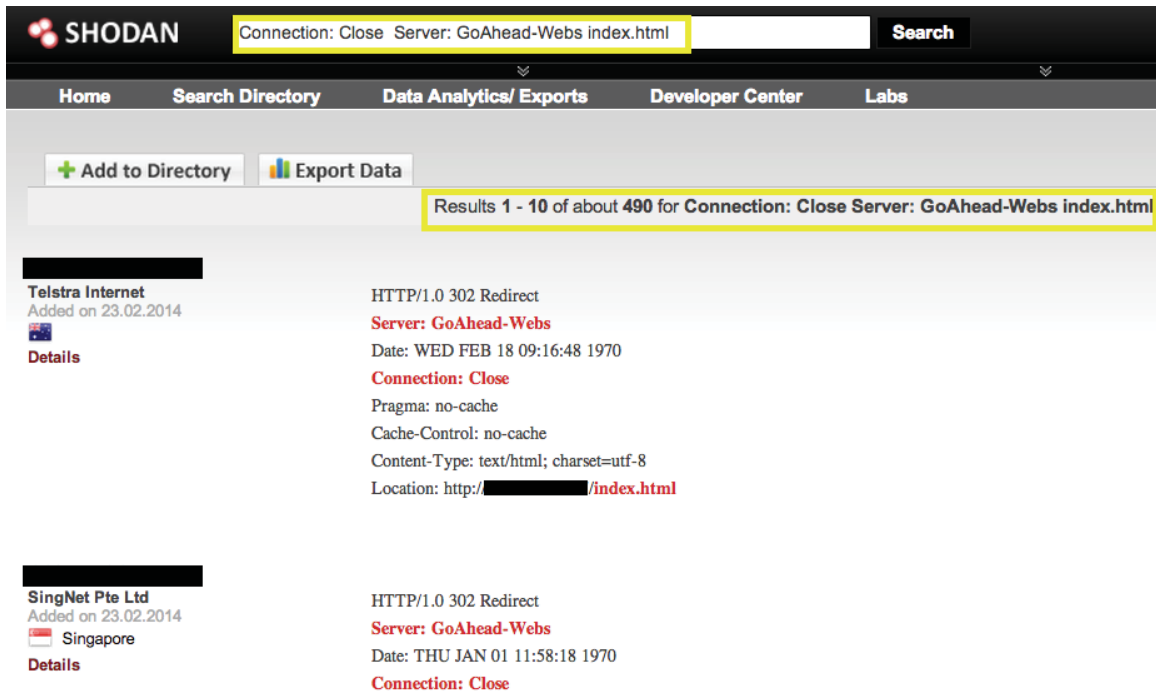 SHODAN
Connection: Close Server: GoAhead-Webs index.html
Search
Home Search Directory Data Analytics/ Exports Developer Center Labs
Add to Directory Export Data
Results 1 - 10 of about 490 for Connection: Close Server: GoAhead-Webs index.html
Telstra Internet
Added on 23.02.2014
Details
HTTP/1.0 302 Redirect
Server: GoAhead-Webs
Date: WED FEB 18 09:16:48 1970
Connection: Close
Pragma: no-cache
Cache-Control: no-cache
Content-Type: text/html; charset=utf-8
Location: http:/ /index.html
SingNet Pte Ltd
Added on 23.02.2014
Singapore
Details
HTTP/1.0 302 Redirect
Server: GoAhead-Webs
Date: THU JAN 01 11:58:18 1970
Connection: Close